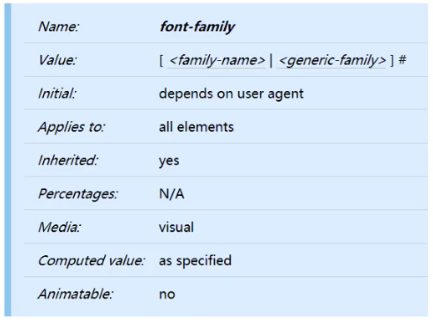 Name: font-family
Value: [ <family-name> | <generic-family> ] #
Initial: depends on user agent
Applies to: all elements
Inherited: yes
Percentages: N/A
Media: visual
Computed value: as specified
Animatable: no